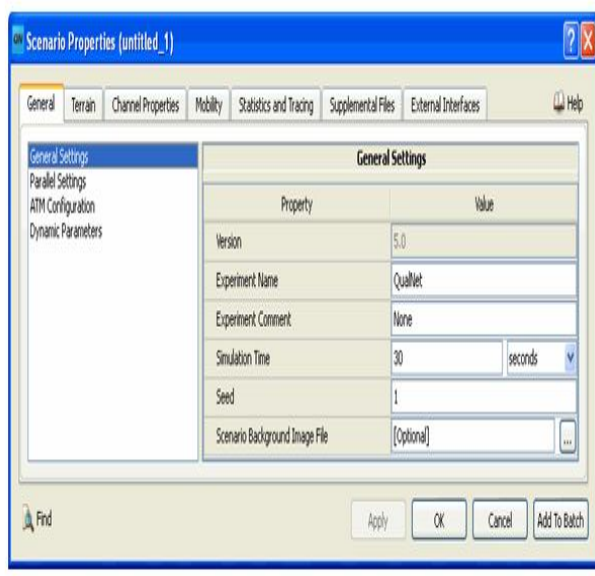 Scenario Properties (untitled_1)
General Terrain Channel Properties Mobility Statistics and Tracing Supplemental Files External Interfaces Help
General Settings
Parallel Settings
ATM Configuration
Dynamic Parameters
General Settings
Property Value
Version 5.0
Experiment Name QualNet
Experiment Comment None
Simulation Time 30 seconds
Seed 1
Scenario Background Image File [Optional] ...
Find Apply OK Cancel Add To Batch